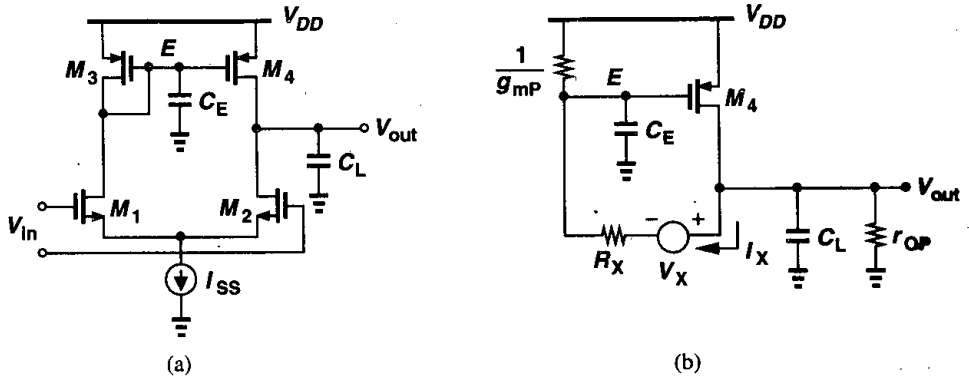 V_DD
E
M_3
M_4
C_E
V_out
C_L
M_1
M_2
V_in
I_SS
(a)
V_DD
1
g_mP
E
M_4
C_E
V_out
R_X
V_X
I_X
C_L
r_OP
− +
(b)